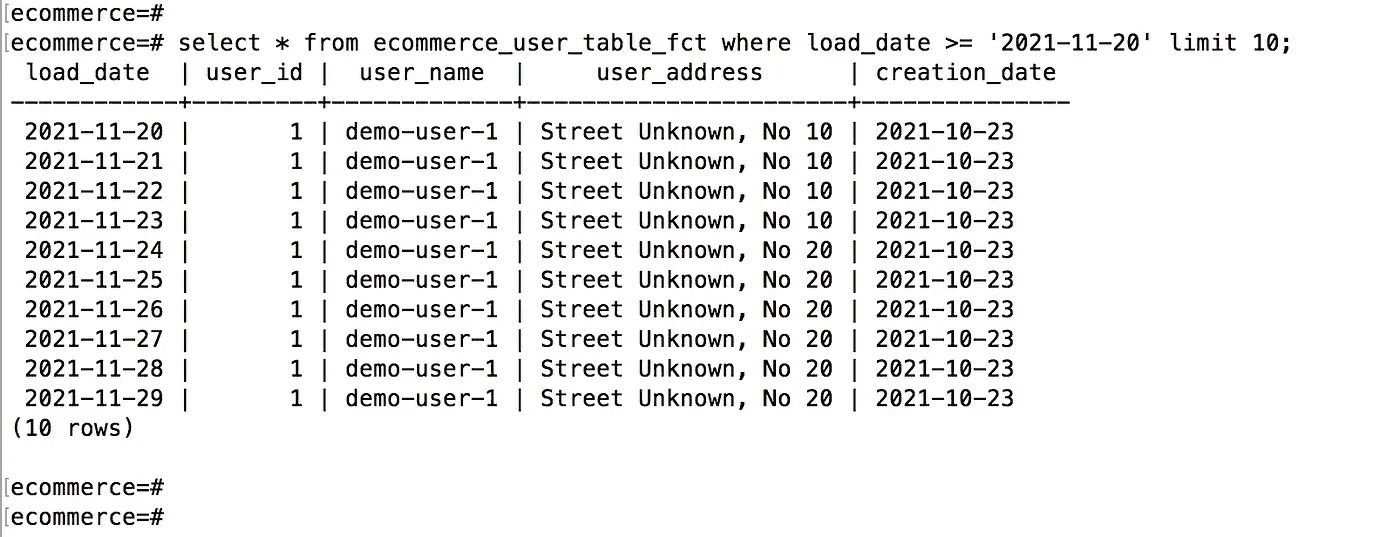 [ecommerce=#
[ecommerce=# select * from ecommerce_user_table_fct where load_date >= '2021-11-20' limit 10;
 load_date  | user_id |  user_name  |     user_address      | creation_date
------------+---------+-------------+-----------------------+---------------
 2021-11-20 |       1 | demo-user-1 | Street Unknown, No 10 | 2021-10-23
 2021-11-21 |       1 | demo-user-1 | Street Unknown, No 10 | 2021-10-23
 2021-11-22 |       1 | demo-user-1 | Street Unknown, No 10 | 2021-10-23
 2021-11-23 |       1 | demo-user-1 | Street Unknown, No 10 | 2021-10-23
 2021-11-24 |       1 | demo-user-1 | Street Unknown, No 20 | 2021-10-23
 2021-11-25 |       1 | demo-user-1 | Street Unknown, No 20 | 2021-10-23
 2021-11-26 |       1 | demo-user-1 | Street Unknown, No 20 | 2021-10-23
 2021-11-27 |       1 | demo-user-1 | Street Unknown, No 20 | 2021-10-23
 2021-11-28 |       1 | demo-user-1 | Street Unknown, No 20 | 2021-10-23
 2021-11-29 |       1 | demo-user-1 | Street Unknown, No 20 | 2021-10-23
(10 rows)

[ecommerce=#
[ecommerce=#